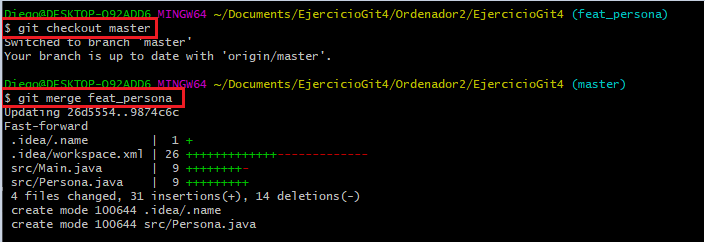 Diego@DESKTOP-O92ADD6 MINGW64 ~/Documents/EjercicioGit4/Ordenador2/EjercicioGit4 (feat_persona)
$ git checkout master
Switched to branch 'master'
Your branch is up to date with 'origin/master'.
Diego@DESKTOP-O92ADD6 MINGW64 ~/Documents/EjercicioGit4/Ordenador2/EjercicioGit4 (master)
$ git merge feat_persona
Updating 26d5554..9874c6c
Fast-forward
.idea/.name | 1 +
.idea/workspace.xml | 26 +++++++++++++-------------
src/Main.java | 9 ++++++++-
src/Persona.java | 9 +++++++++
4 files changed, 31 insertions(+), 14 deletions(-)
create mode 100644 .idea/.name
create mode 100644 src/Persona.java